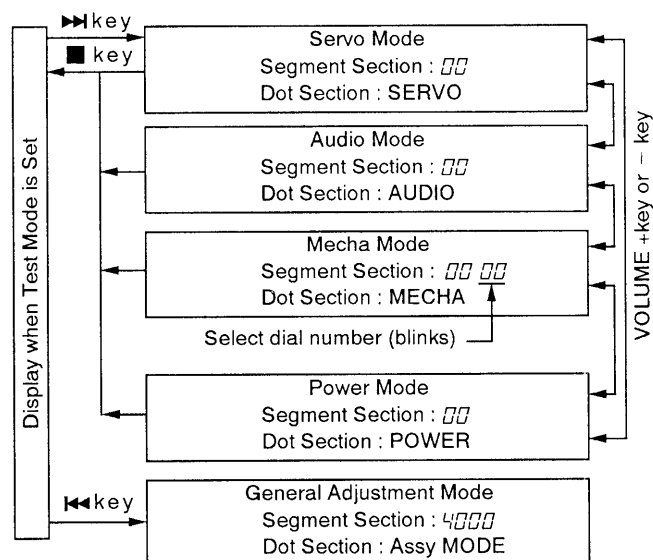 ⏭ key
■ key
Display when Test Mode is Set
Servo Mode
Segment Section : 00
Dot Section : SERVO
Audio Mode
Segment Section : 00
Dot Section : AUDIO
Mecha Mode
Segment Section : 00 00
Dot Section : MECHA
Select dial number (blinks)
Power Mode
Segment Section : 00
Dot Section : POWER
VOLUME +key or − key
⏮ key
General Adjustment Mode
Segment Section : 4000
Dot Section : Assy MODE